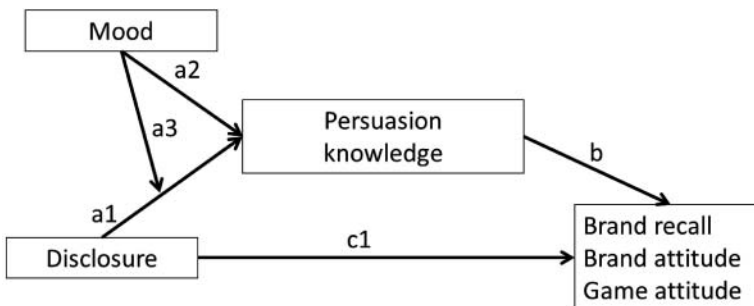 Mood
a2
a3
Persuasion
knowledge
b
a1
c1
Disclosure
Brand recall
Brand attitude
Game attitude